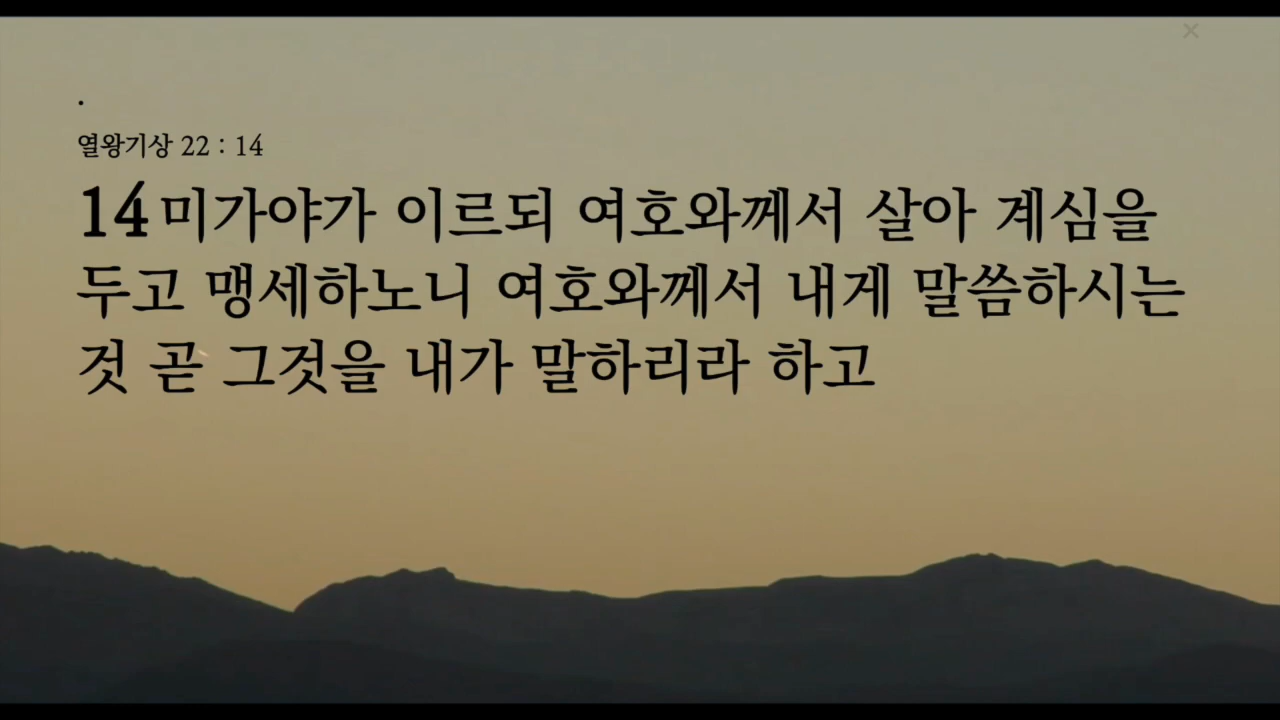 .
열왕기상 22 : 14
14 미가야가 이르되 여호와께서 살아 계심을
두고 맹세하노니 여호와께서 내게 말씀하시는
것 곧 그것을 내가 말하리라 하고